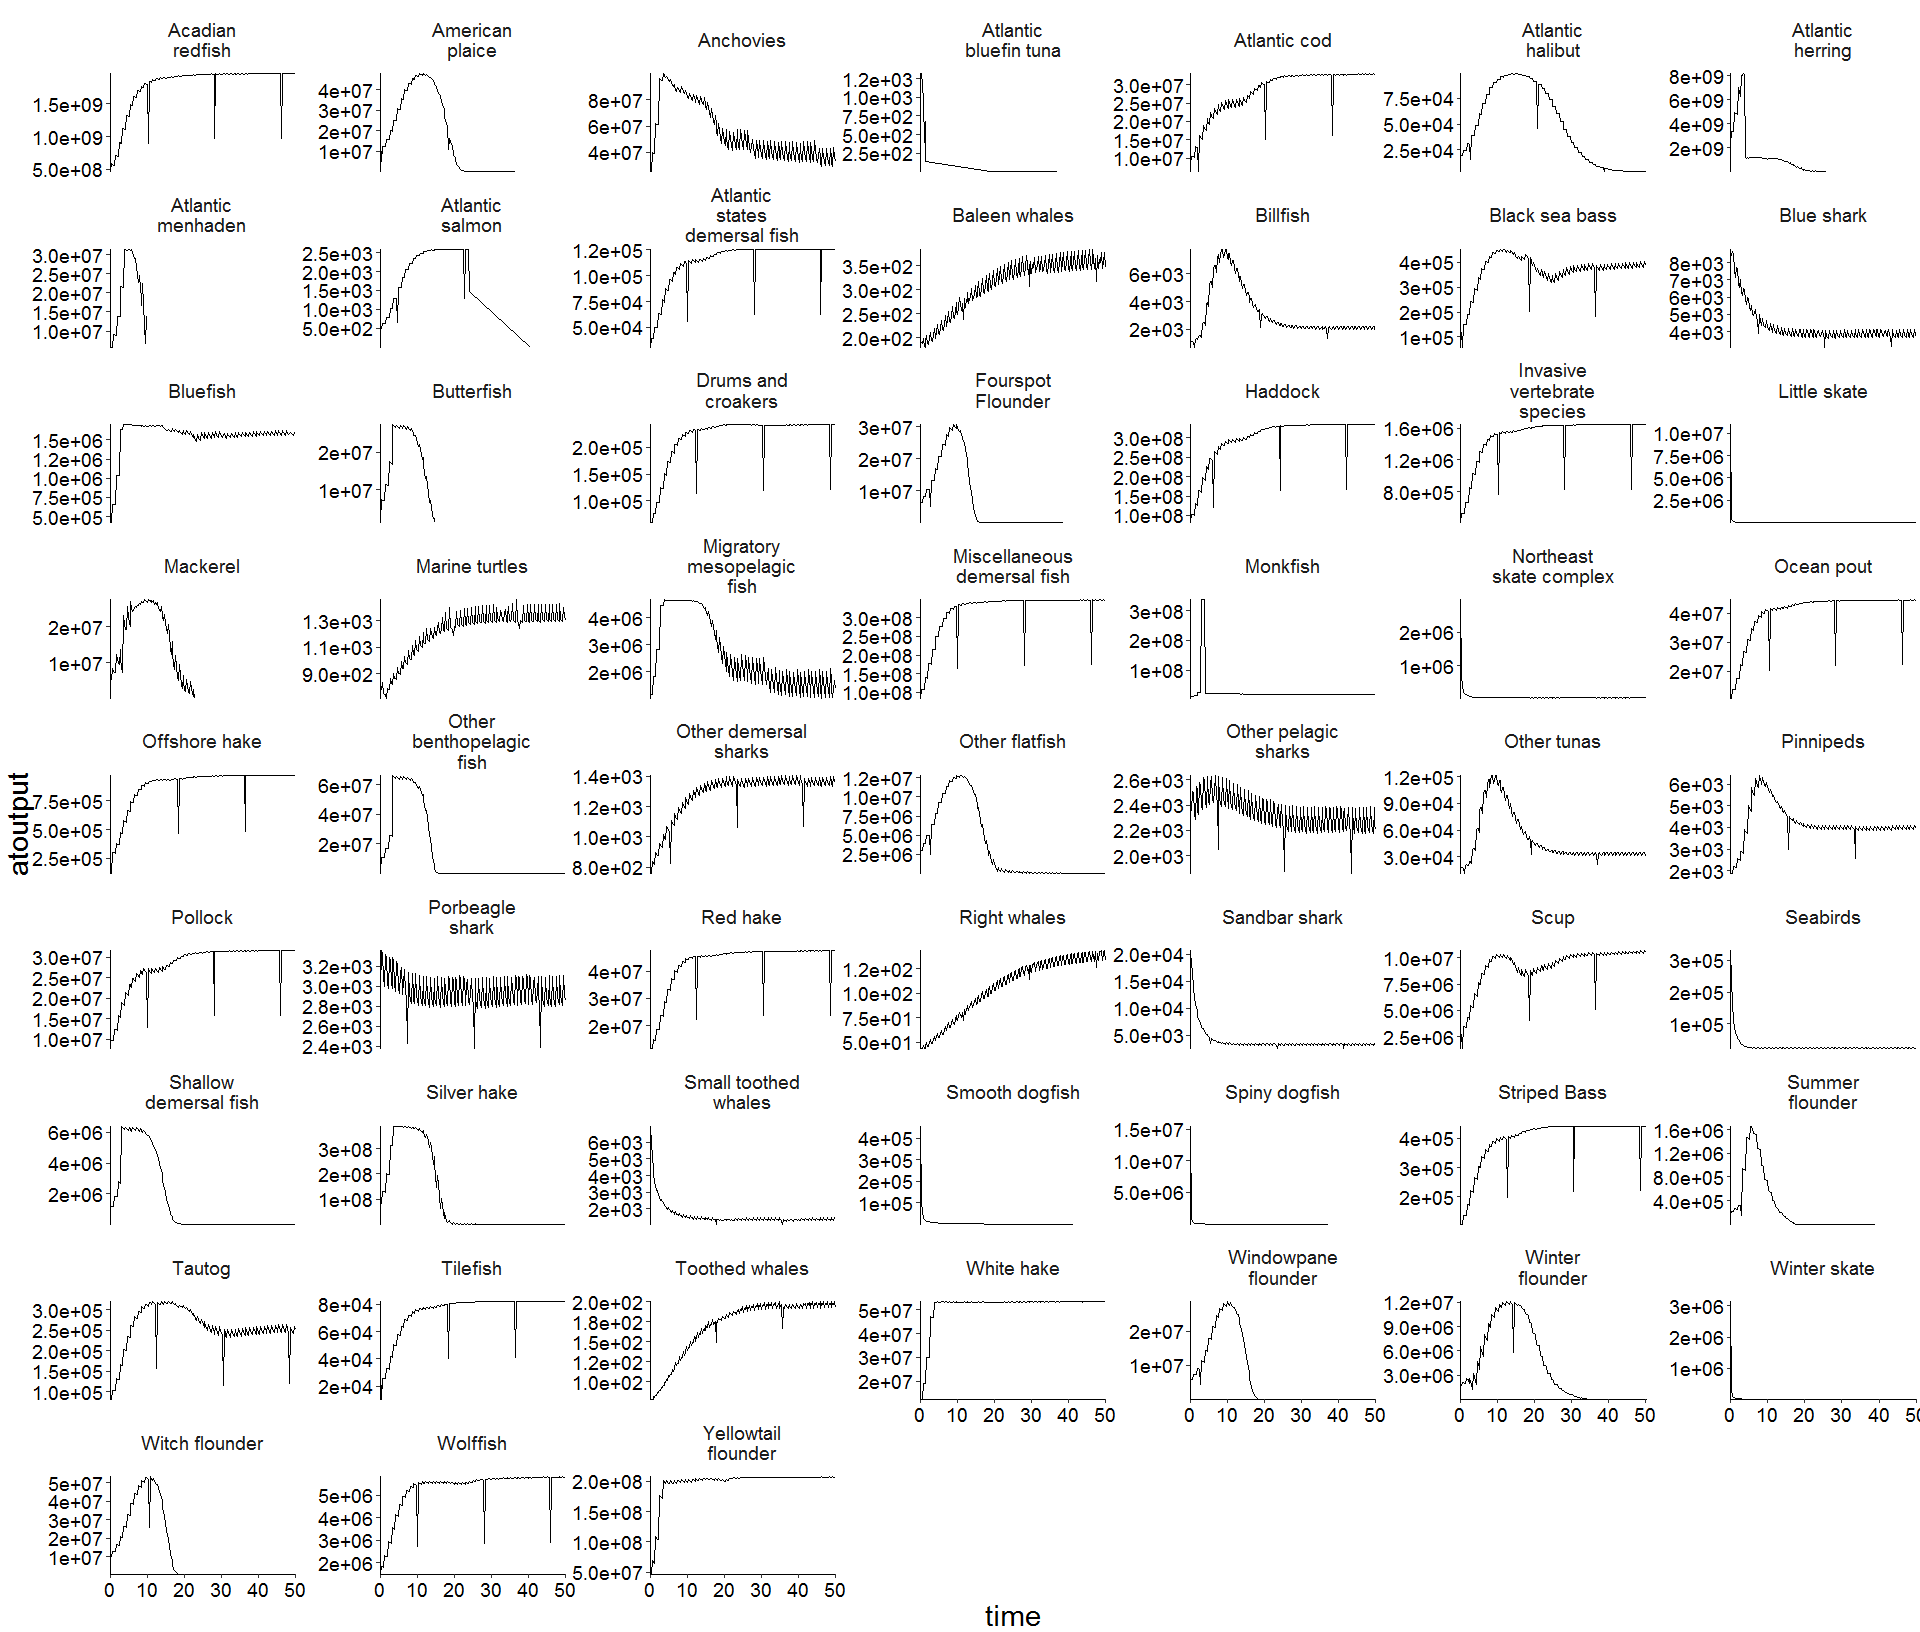 Acadian
redfish
1.5e+09
1.0e+09
5.0e+08
American
plaice
4e+07
3e+07
2e+07
1e+07
Anchovies
8e+07
6e+07
4e+07
Atlantic
bluefin tuna
1.2e+03
1.0e+03
7.5e+02
5.0e+02
2.5e+02
Atlantic cod
3.0e+07
2.5e+07
2.0e+07
1.5e+07
1.0e+07
Atlantic
halibut
7.5e+04
5.0e+04
2.5e+04
Atlantic
herring
8e+09
6e+09
4e+09
2e+09
Atlantic
menhaden
3.0e+07
2.5e+07
2.0e+07
1.5e+07
1.0e+07
Atlantic
salmon
2.5e+03
2.0e+03
1.5e+03
1.0e+03
5.0e+02
Atlantic
states
demersal fish
1.2e+05
1.0e+05
7.5e+04
5.0e+04
Baleen whales
3.5e+02
3.0e+02
2.5e+02
2.0e+02
Billfish
6e+03
4e+03
2e+03
Black sea bass
4e+05
3e+05
2e+05
1e+05
Blue shark
8e+03
7e+03
6e+03
5e+03
4e+03
Bluefish
1.5e+06
1.2e+06
1.0e+06
7.5e+05
5.0e+05
Butterfish
2e+07
1e+07
Drums and
croakers
2.0e+05
1.5e+05
1.0e+05
Fourspot
Flounder
3e+07
2e+07
1e+07
Haddock
3.0e+08
2.5e+08
2.0e+08
1.5e+08
1.0e+08
Invasive
vertebrate
species
1.6e+06
1.2e+06
8.0e+05
Little skate
1.0e+07
7.5e+06
5.0e+06
2.5e+06
Mackerel
2e+07
1e+07
Marine turtles
1.3e+03
1.1e+03
9.0e+02
Migratory
mesopelagic
fish
4e+06
3e+06
2e+06
Miscellaneous
demersal fish
3.0e+08
2.5e+08
2.0e+08
1.5e+08
1.0e+08
Monkfish
3e+08
2e+08
1e+08
Northeast
skate complex
2e+06
1e+06
Ocean pout
4e+07
3e+07
2e+07
Offshore hake
7.5e+05
5.0e+05
2.5e+05
Other
benthopelagic
fish
6e+07
4e+07
2e+07
Other demersal
sharks
1.4e+03
1.2e+03
1.0e+03
8.0e+02
Other flatfish
1.2e+07
1.0e+07
7.5e+06
5.0e+06
2.5e+06
Other pelagic
sharks
2.6e+03
2.4e+03
2.2e+03
2.0e+03
Other tunas
1.2e+05
9.0e+04
6.0e+04
3.0e+04
Pinnipeds
6e+03
5e+03
4e+03
3e+03
2e+03
atoutput
Pollock
3.0e+07
2.5e+07
2.0e+07
1.5e+07
1.0e+07
Porbeagle
shark
3.2e+03
3.0e+03
2.8e+03
2.6e+03
2.4e+03
Red hake
4e+07
3e+07
2e+07
Right whales
1.2e+02
1.0e+02
7.5e+01
5.0e+01
Sandbar shark
2.0e+04
1.5e+04
1.0e+04
5.0e+03
Scup
1.0e+07
7.5e+06
5.0e+06
2.5e+06
Seabirds
3e+05
2e+05
1e+05
Shallow
demersal fish
6e+06
4e+06
2e+06
Silver hake
3e+08
2e+08
1e+08
Small toothed
whales
6e+03
5e+03
4e+03
3e+03
2e+03
Smooth dogfish
4e+05
3e+05
2e+05
1e+05
Spiny dogfish
1.5e+07
1.0e+07
5.0e+06
Striped Bass
4e+05
3e+05
2e+05
Summer
flounder
1.6e+06
1.2e+06
8.0e+05
4.0e+05
Tautog
3.0e+05
2.5e+05
2.0e+05
1.5e+05
1.0e+05
Tilefish
8e+04
6e+04
4e+04
2e+04
Toothed whales
2.0e+02
1.8e+02
1.5e+02
1.2e+02
1.0e+02
White hake
5e+07
4e+07
3e+07
2e+07
0 10 20 30 40 50
Windowpane
flounder
2e+07
1e+07
0 10 20 30 40 50
Winter
flounder
1.2e+07
9.0e+06
6.0e+06
3.0e+06
0 10 20 30 40 50
Winter skate
3e+06
2e+06
1e+06
0 10 20 30 40 50
Witch flounder
5e+07
4e+07
3e+07
2e+07
1e+07
0 10 20 30 40 50
Wolffish
5e+06
4e+06
3e+06
2e+06
0 10 20 30 40 50
Yellowtail
flounder
2.0e+08
1.5e+08
1.0e+08
5.0e+07
0 10 20 30 40 50
time